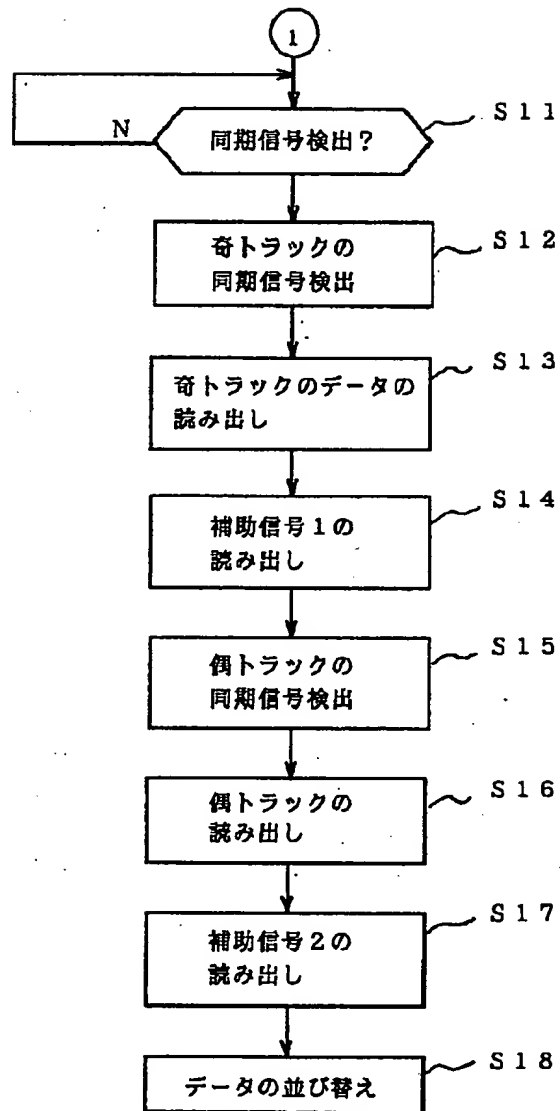 1
N
同期信号検出?
S11
奇トラックの
同期信号検出
S12
奇トラックのデータの
読み出し
S13
補助信号1の
読み出し
S14
偶トラックの
同期信号検出
S15
偶トラックの
読み出し
S16
補助信号2の
読み出し
S17
データの並び替え
S18